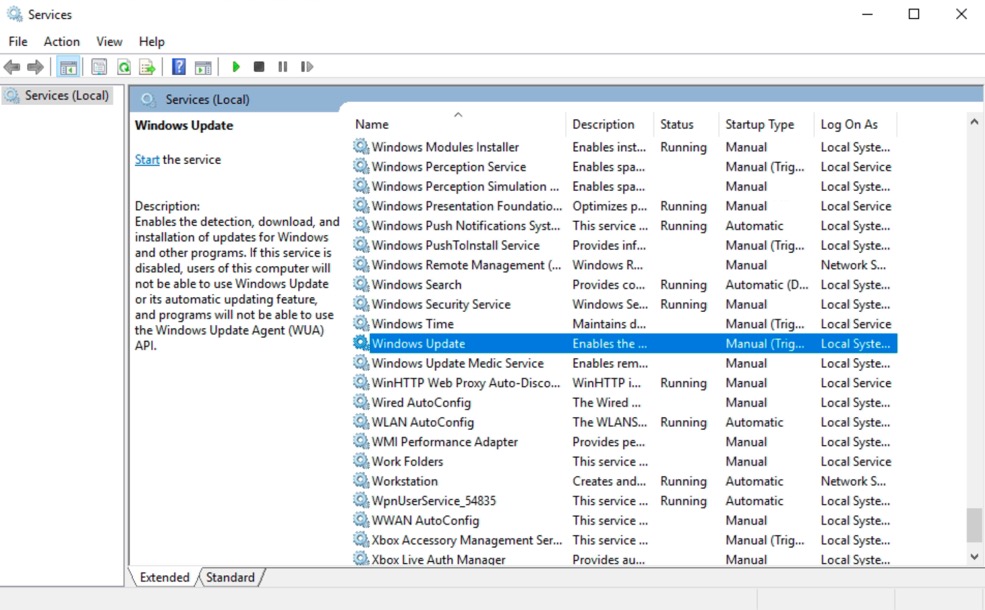 Services
File Action View Help
Services (Local)
Services (Local)
Windows Update
Start the service
Description:
Enables the detection, download, and
installation of updates for Windows
and other programs. If this service is
disabled, users of this computer will
not be able to use Windows Update
or its automatic updating feature,
and programs will not be able to use
the Windows Update Agent (WUA)
API.
Name Description Status Startup Type Log On As
Windows Modules Installer Enables inst... Running Manual Local Syste...
Windows Perception Service Enables spa... Manual (Trig... Local Service
Windows Perception Simulation ... Enables spa... Manual Local Syste...
Windows Presentation Foundatio... Optimizes p... Running Manual Local Service
Windows Push Notifications Syst... This service ... Running Automatic Local Syste...
Windows PushToInstall Service Provides inf... Manual (Trig... Local Syste...
Windows Remote Management (... Windows R... Manual Network S...
Windows Search Provides co... Running Automatic (D... Local Syste...
Windows Security Service Windows Se... Running Manual Local Syste...
Windows Time Maintains d... Manual (Trig... Local Service
Windows Update Enables the ... Manual (Trig... Local Syste...
Windows Update Medic Service Enables rem... Manual Local Syste...
WinHTTP Web Proxy Auto-Disco... WinHTTP i... Running Manual Local Service
Wired AutoConfig The Wired ... Manual Local Syste...
WLAN AutoConfig The WLANS... Running Automatic Local Syste...
WMI Performance Adapter Provides pe... Manual Local Syste...
Work Folders This service ... Manual Local Service
Workstation Creates and... Running Automatic Network S...
WpnUserService_54835 This service ... Running Automatic Local Syste...
WWAN AutoConfig This service ... Manual Local Syste...
Xbox Accessory Management Ser... This service ... Manual (Trig... Local Syste...
Xbox Live Auth Manager Provides au... Manual Local Syste...
Extended Standard